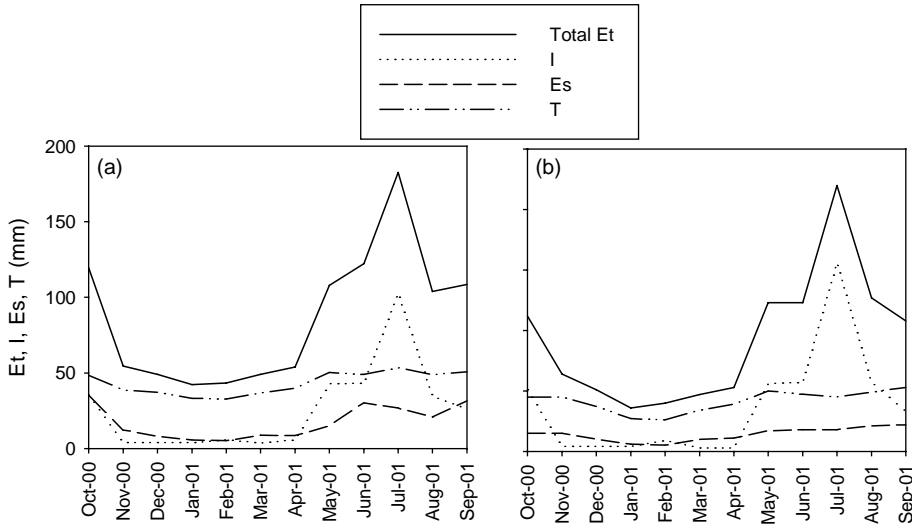 Total Et
I
Es
T
(a)
(b)
Et, I, Es, T (mm)
200
150
100
50
0
Oct-00
Nov-00
Dec-00
Jan-01
Feb-01
Mar-01
Apr-01
May-01
Jun-01
Jul-01
Aug-01
Sep-01
Oct-00
Nov-00
Dec-00
Jan-01
Feb-01
Mar-01
Apr-01
May-01
Jun-01
Jul-01
Aug-01
Sep-01